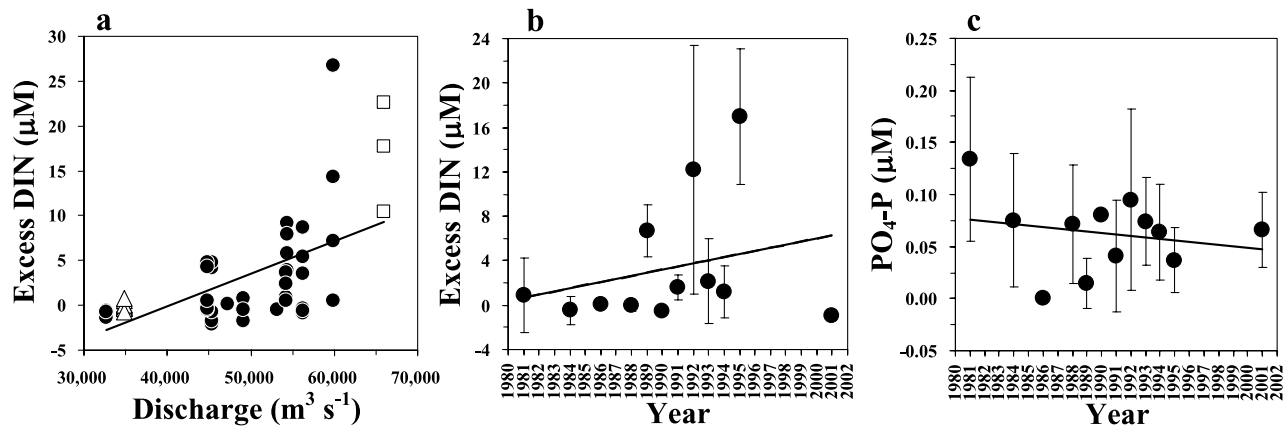 a
Excess DIN (µM)
30
25
20
15
10
5
0
-5
30,000 40,000 50,000 60,000 70,000
Discharge (m³ s⁻¹)
b
Excess DIN (µM)
24
20
16
12
8
4
0
-4
1980 1981 1982 1983 1984 1985 1986 1987 1988 1989 1990 1991 1992 1993 1994 1995 1996 1997 1998 1999 2000 2001 2002
Year
c
PO₄-P (µM)
0.25
0.20
0.15
0.10
0.05
0.00
-0.05
1980 1981 1982 1983 1984 1985 1986 1987 1988 1989 1990 1991 1992 1993 1994 1995 1996 1997 1998 1999 2000 2001 2002
Year